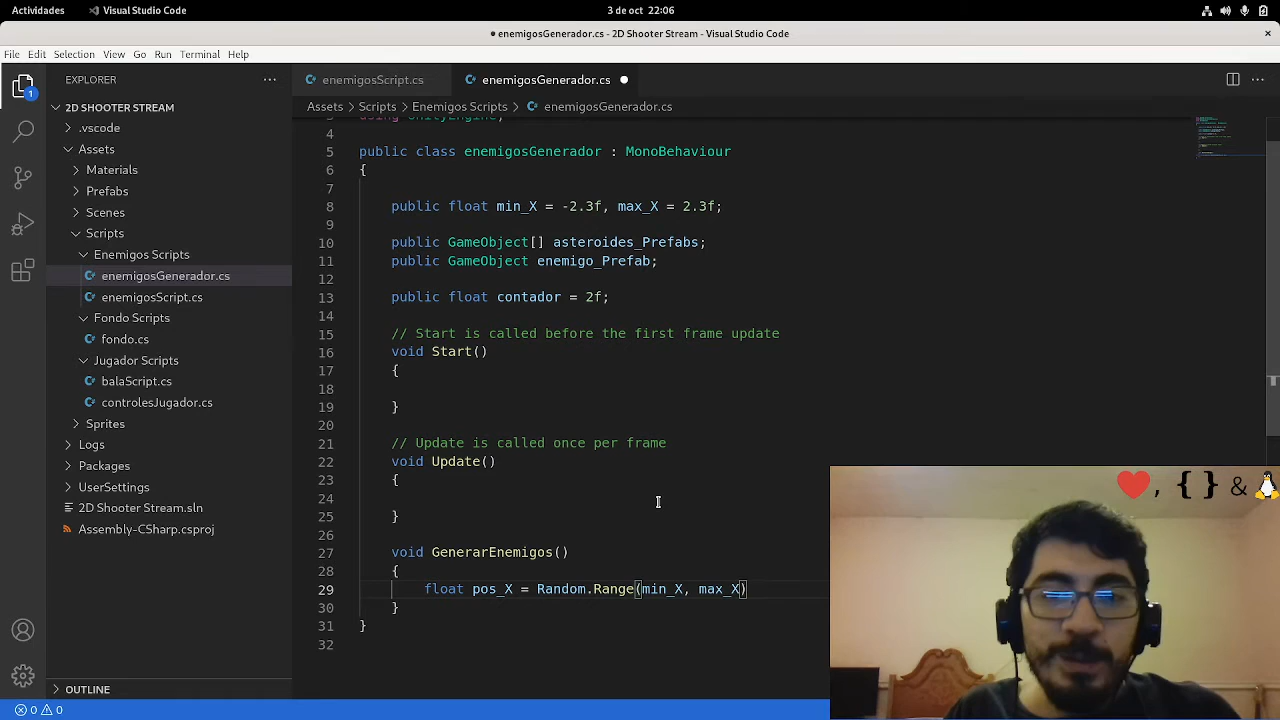 Actividades Visual Studio Code 3 de oct 22:06
● enemigosGenerador.cs - 2D Shooter Stream - Visual Studio Code ×
File Edit Selection View Go Run Terminal Help
EXPLORER ···
2D SHOOTER STREAM
.vscode
Assets
Materials
Prefabs
Scenes
Scripts
Enemigos Scripts
enemigosGenerador.cs
enemigosScript.cs
Fondo Scripts
fondo.cs
Jugador Scripts
balaScript.cs
controlesJugador.cs
Sprites
Logs
Packages
UserSettings
2D Shooter Stream.sln
Assembly-CSharp.csproj
OUTLINE
1
0 0
enemigosScript.cs enemigosGenerador.cs ●
Assets > Scripts > Enemigos Scripts > enemigosGenerador.cs
3 using UnityEngine;
4
5 public class enemigosGenerador : MonoBehaviour
6 {
7
8 public float min_X = -2.3f, max_X = 2.3f;
9
10 public GameObject[] asteroides_Prefabs;
11 public GameObject enemigo_Prefab;
12
13 public float contador = 2f;
14
15 // Start is called before the first frame update
16 void Start()
17 {
18
19 }
20
21 // Update is called once per frame
22 void Update()
23 {
24
25 }
26
27 void GenerarEnemigos()
28 {
29 float pos_X = Random.Range(min_X, max_X)
30 }
31 }
32
, { } &